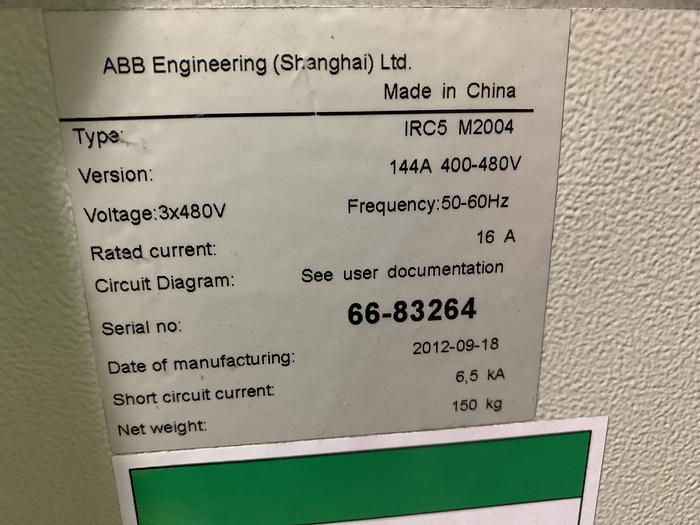 ABB Engineering (Shanghai) Ltd.
Made in China
Type: IRC5 M2004
Version: 144A 400-480V
Voltage:3x480V Frequency:50-60Hz
Rated current: 16 A
Circuit Diagram: See user documentation
Serial no: 66-83264
Date of manufacturing: 2012-09-18
Short circuit current: 6,5 kA
Net weight: 150 kg